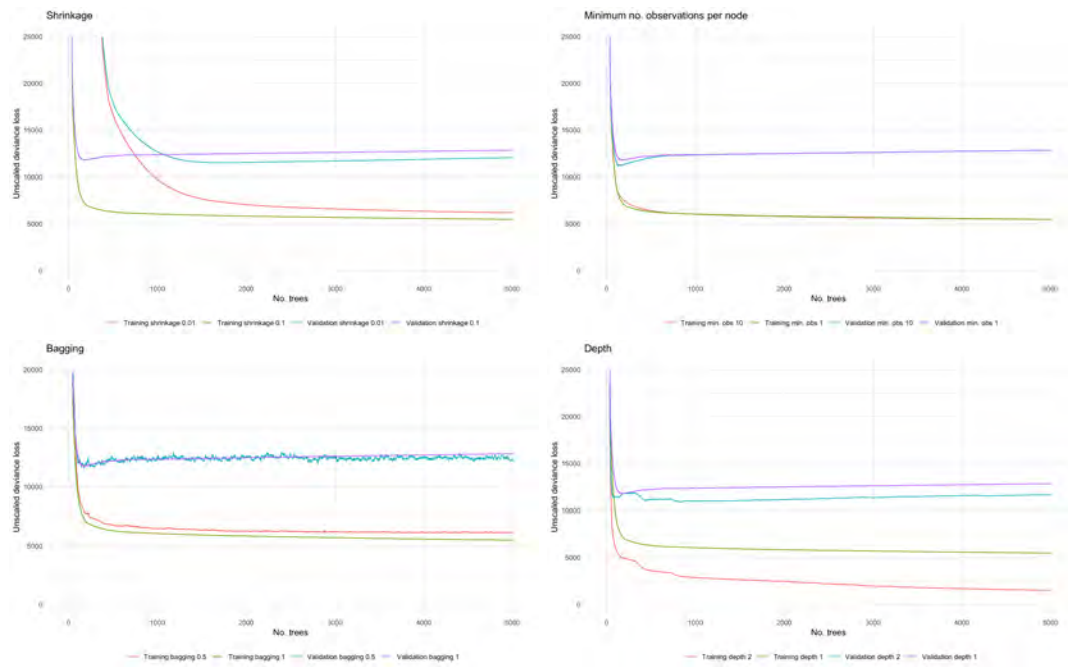 Shrinkage
Unscaled deviance loss
25000
20000
15000
10000
5000
0
0 1000 2000 3000 4000 5000
No. trees
Training shrinkage 0.01 Training shrinkage 0.1 Validation shrinkage 0.01 Validation shrinkage 0.1
Minimum no. observations per node
Unscaled deviance loss
25000
20000
15000
10000
5000
0
0 1000 2000 3000 4000 5000
No. trees
Training min. obs 10 Training min. obs 1 Validation min. obs 10 Validation min. obs 1
Bagging
Unscaled deviance loss
20000
15000
10000
5000
0
0 1000 2000 3000 4000 5000
No. trees
Training bagging 0.5 Training bagging 1 Validation bagging 0.5 Validation bagging 1
Depth
Unscaled deviance loss
25000
20000
15000
10000
5000
0
0 1000 2000 3000 4000 5000
No. trees
Training depth 2 Training depth 1 Validation depth 2 Validation depth 1